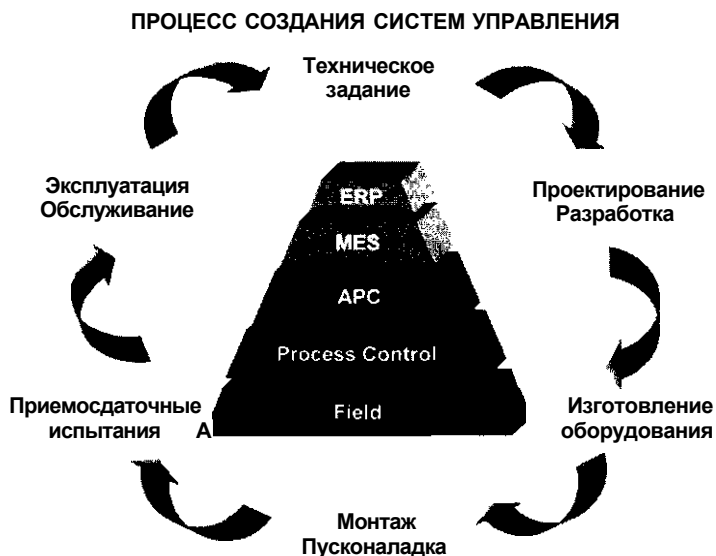 ПРОЦЕСС СОЗДАНИЯ СИСТЕМ УПРАВЛЕНИЯ
Техническое
задание
Эксплуатация
Обслуживание
ERP
Проектирование
Разработка
MES
APC
Process Control
Приемосдаточные
испытания
А
Field
Изготовление
оборудования
Монтаж
Пусконаладка